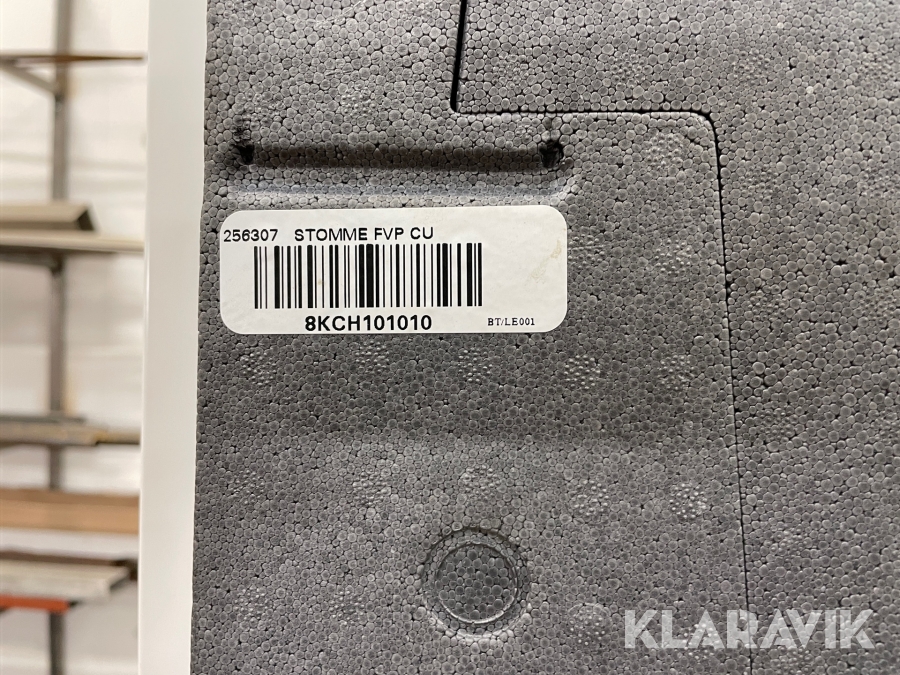 256307 STOMME FVP CU
8KCH101010
BT/LE001
KLARAVIK